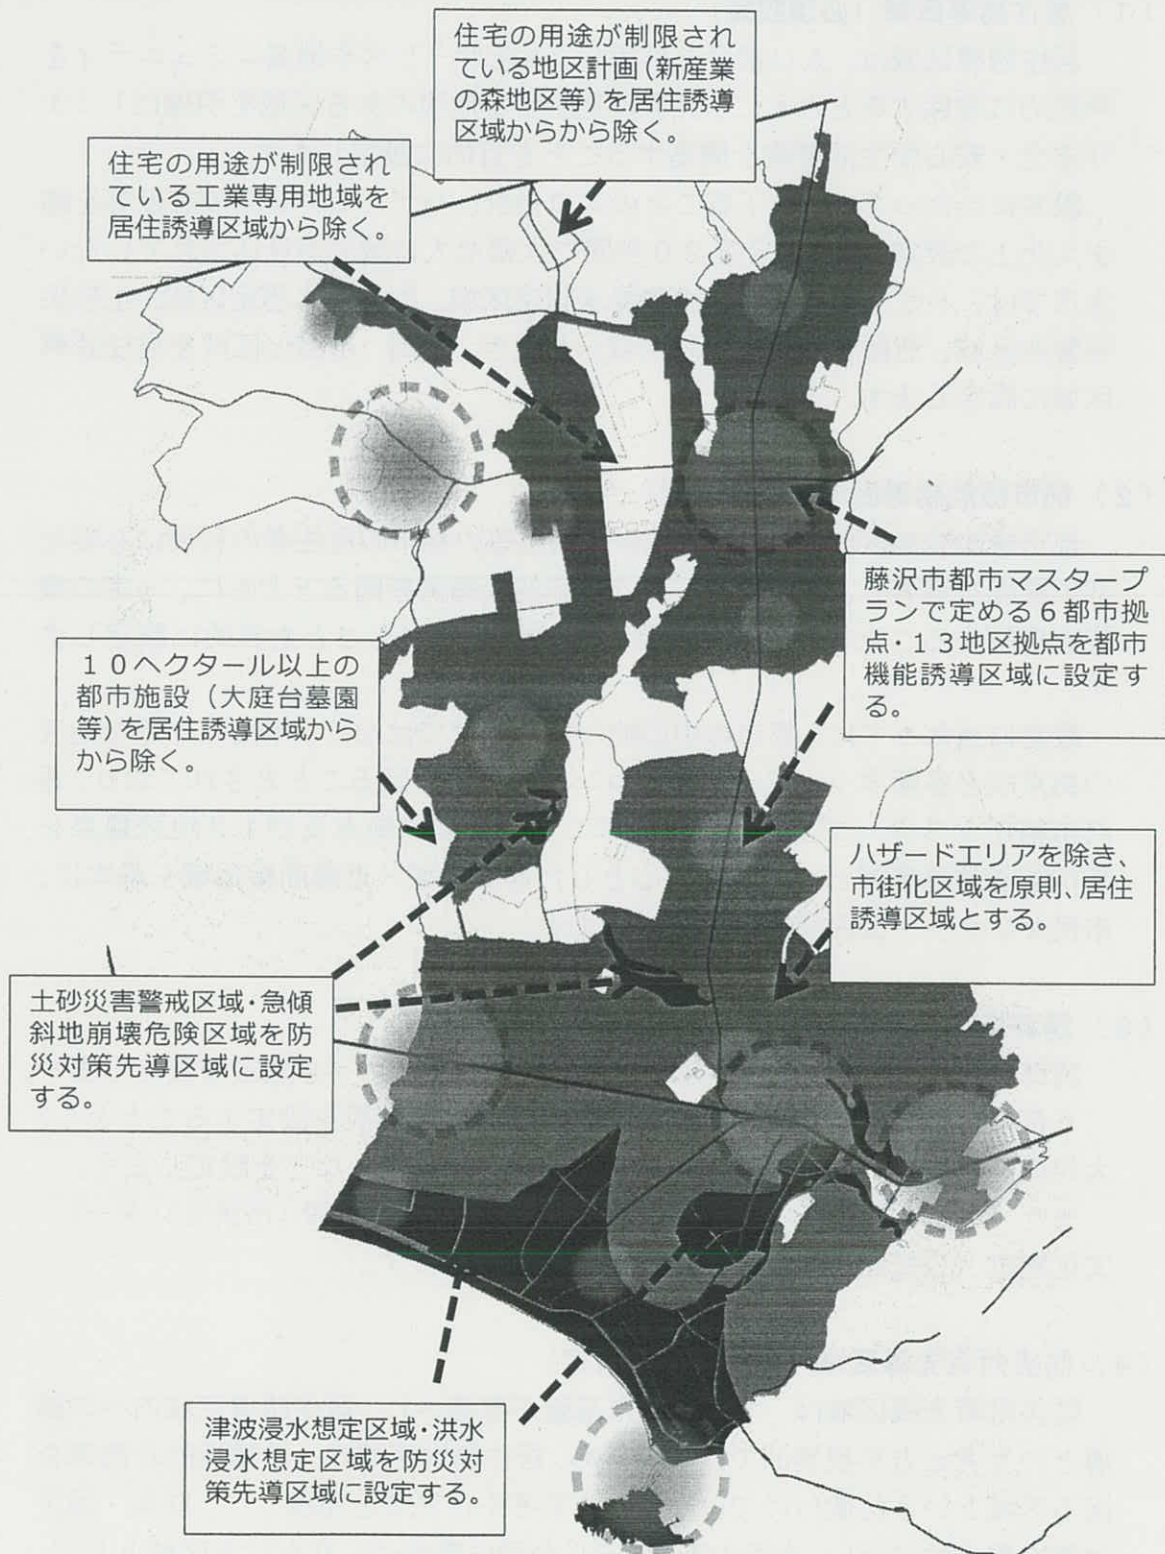 住宅の用途が制限され
ている地区計画（新産業
の森地区等）を居住誘導
区域からから除く。
住宅の用途が制限され
ている工業専用地域を
居住誘導区域から除く。
藤沢市都市マスタープ
ランで定める６都市拠
点・１３地区拠点を都市
機能誘導区域に設定す
る。
１０ヘクタール以上の
都市施設（大庭台墓園
等）を居住誘導区域から
から除く。
ハザードエリアを除き、
市街化区域を原則、居住
誘導区域とする。
土砂災害警戒区域・急傾
斜地崩壊危険区域を防
災対策先導区域に設定
する。
津波浸水想定区域・洪水
浸水想定区域を防災対
策先導区域に設定する。